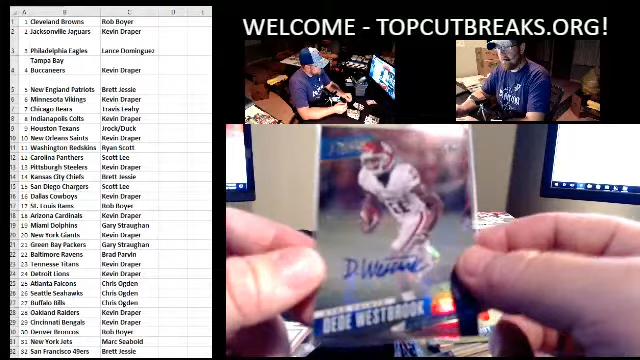 WELCOME - TOPCUTBREAKS.ORG!
A B C D E
1 Cleveland Browns Rob Boyer
2 Jacksonville Jaguars Kevin Draper
3 Philadelphia Eagles Lance Dominguez
4 Tampa Bay Buccaneers Kevin Draper
5 New England Patriots Brett Jessie
6 Minnesota Vikings Kevin Draper
7 Chicago Bears Travis Leahy
8 Indianapolis Colts Kevin Draper
9 Houston Texans Jrock/Duck
10 New Orleans Saints Kevin Draper
11 Washington Redskins Ryan Scott
12 Carolina Panthers Scott Lee
13 Pittsburgh Steelers Kevin Draper
14 Kansas City Chiefs Brett Jessie
15 San Diego Chargers Scott Lee
16 Dallas Cowboys Kevin Draper
17 St. Louis Rams Rob Boyer
18 Arizona Cardinals Kevin Draper
19 Miami Dolphins Gary Straughan
20 New York Giants Kevin Draper
21 Green Bay Packers Gary Straughan
22 Baltimore Ravens Brad Parvin
23 Tennessee Titans Kevin Draper
24 Detroit Lions Kevin Draper
25 Atlanta Falcons Chris Ogden
26 Seattle Seahawks Chris Ogden
27 Buffalo Bills Chris Ogden
28 Oakland Raiders Kevin Draper
29 Cincinnati Bengals Kevin Draper
30 Denver Broncos Rob Boyer
31 New York Jets Marc Seabold
32 San Francisco 49ers Brett Jessie
DEDE WESTBROOK